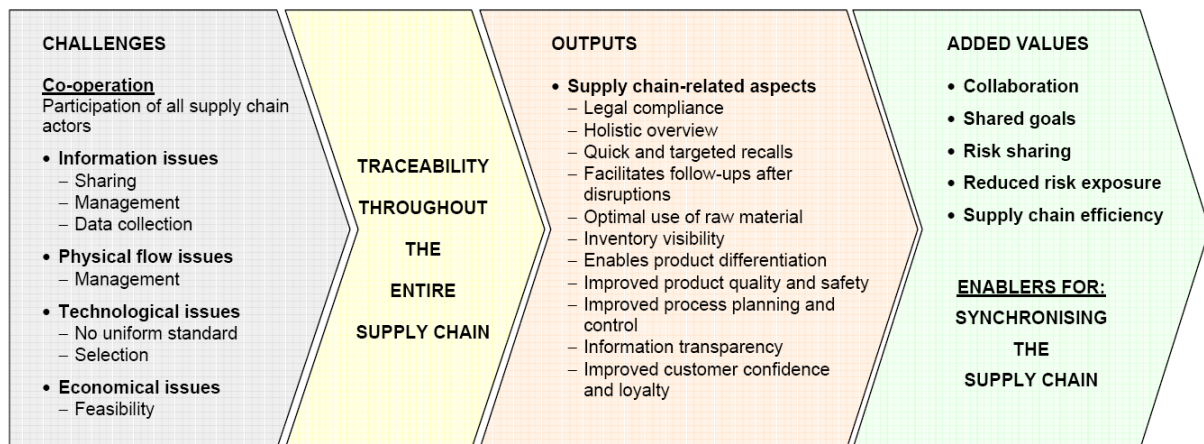 CHALLENGES
Co-operation
Participation of all supply chain
actors
• Information issues
– Sharing
– Management
– Data collection
• Physical flow issues
– Management
• Technological issues
– No uniform standard
– Selection
• Economical issues
– Feasibility
TRACEABILITY
THROUGHOUT
THE
ENTIRE
SUPPLY CHAIN
OUTPUTS
• Supply chain-related aspects
– Legal compliance
– Holistic overview
– Quick and targeted recalls
– Facilitates follow-ups after
disruptions
– Optimal use of raw material
– Inventory visibility
– Enables product differentiation
– Improved product quality and safety
– Improved process planning and
control
– Information transparency
– Improved customer confidence
and loyalty
ADDED VALUES
• Collaboration
• Shared goals
• Risk sharing
• Reduced risk exposure
• Supply chain efficiency
ENABLERS FOR:
SYNCHRONISING
THE
SUPPLY CHAIN